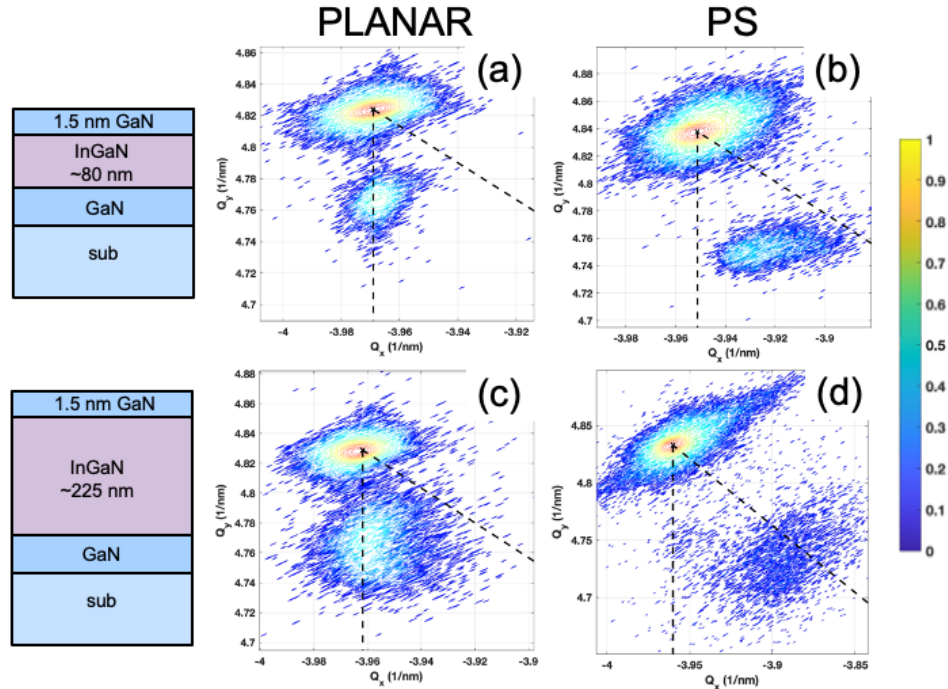 PLANAR
PS
1.5 nm GaN
InGaN
~80 nm
GaN
sub
(a)
4.86
4.84
4.82
4.8
4.78
4.76
4.74
4.72
4.7
Qy (1/nm)
-4
-3.98
-3.96
-3.94
-3.92
Qx (1/nm)
(b)
4.88
4.86
4.84
4.82
4.8
4.78
4.76
4.74
4.72
4.7
Qy (1/nm)
-3.98
-3.96
-3.94
-3.92
-3.9
Qx (1/nm)
1.5 nm GaN
InGaN
~225 nm
GaN
sub
(c)
4.88
4.86
4.84
4.82
4.8
4.78
4.76
4.74
4.72
4.7
Qy (1/nm)
-4
-3.98
-3.96
-3.94
-3.92
-3.9
Qx (1/nm)
(d)
4.85
4.8
4.75
4.7
Qy (1/nm)
-4
-3.95
-3.9
-3.85
Qx (1/nm)
1
0.9
0.8
0.7
0.6
0.5
0.4
0.3
0.2
0.1
0